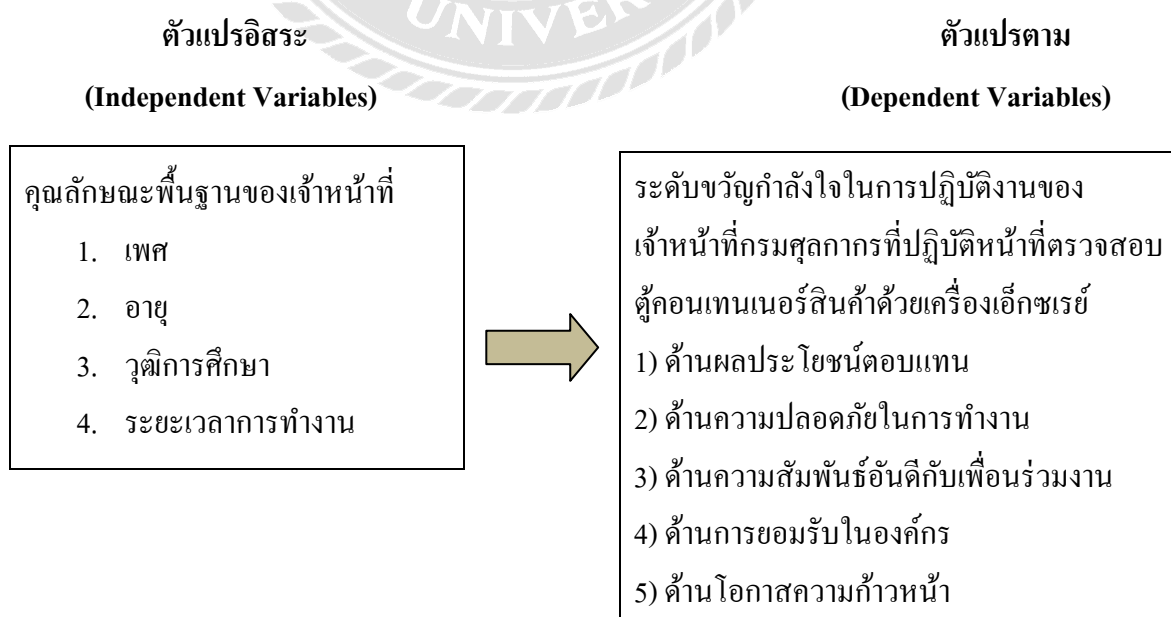 UNIVER
ตัวแปรอิสระ
(Independent Variables)
คุณลักษณะพื้นฐานของเจ้าหน้าที่
1. เพศ
2. อายุ
3. วุฒิการศึกษา
4. ระยะเวลาการทำงาน
ตัวแปรตาม
(Dependent Variables)
ระดับขวัญกำลังใจในการปฏิบัติงานของ
เจ้าหน้าที่กรมศุลกากรที่ปฏิบัติหน้าที่ตรวจสอบ
ตู้คอนเทนเนอร์สินค้าด้วยเครื่องเอ็กซเรย์
1) ด้านผลประโยชน์ตอบแทน
2) ด้านความปลอดภัยในการทำงาน
3) ด้านความสัมพันธ์อันดีกับเพื่อนร่วมงาน
4) ด้านการยอมรับในองค์กร
5) ด้านโอกาสความก้าวหน้า